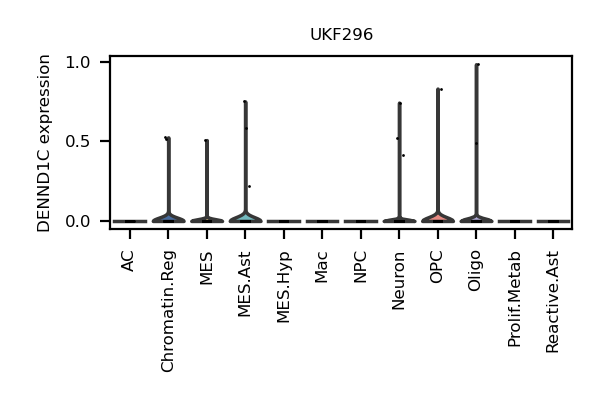 UKF296
DENND1C expression
1.0
0.5
0.0
AC
Chromatin.Reg
MES
MES.Ast
MES.Hyp
Mac
NPC
Neuron
OPC
Oligo
Prolif.Metab
Reactive.Ast